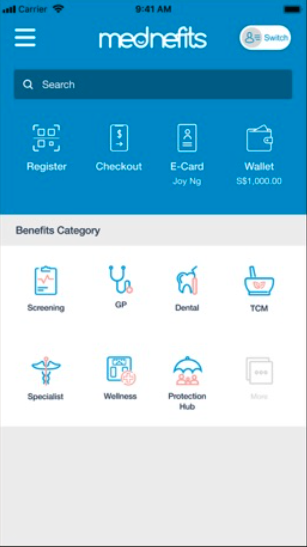 Carrier 9:41 AM
mednefits
Switch
Search
Register Checkout E-Card Wallet
Joy Ng S$1,000.00
Benefits Category
Screening GP Dental TCM
Specialist Wellness Protection Hub More